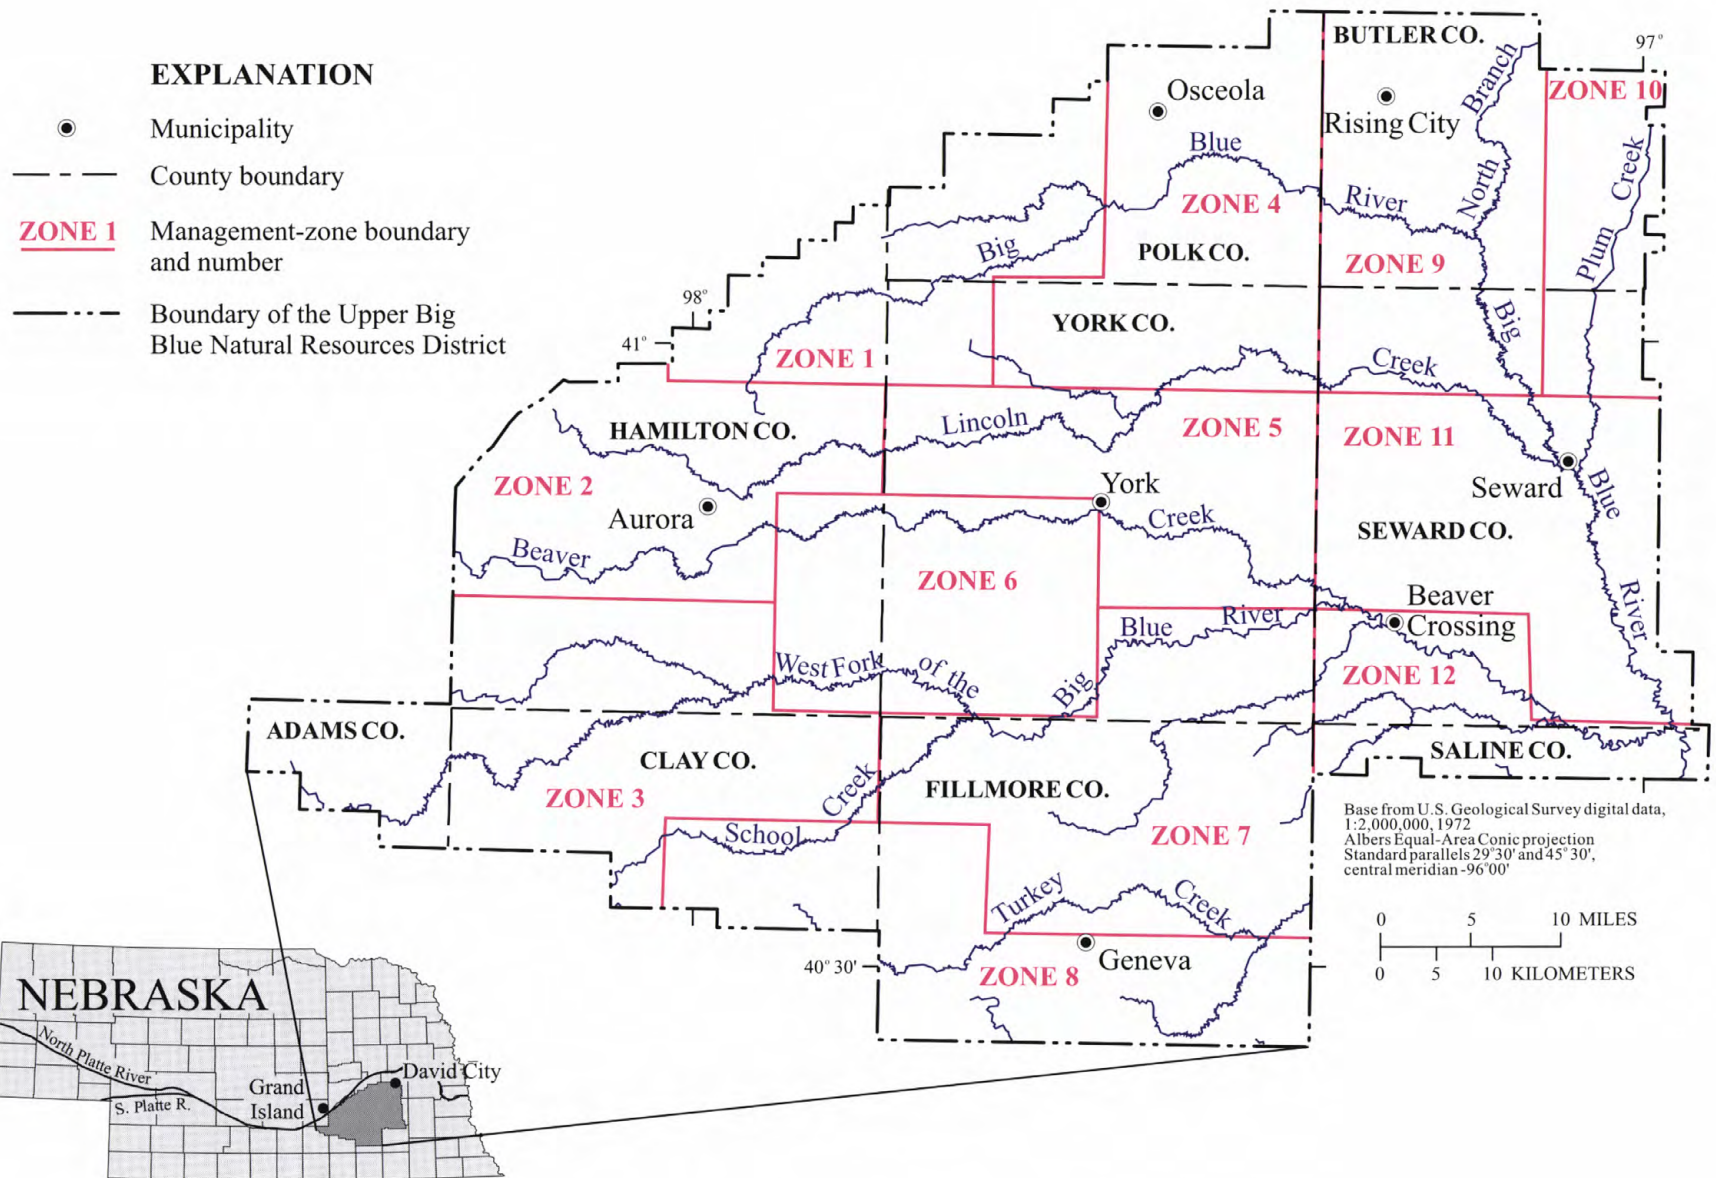 EXPLANATION
Municipality
County boundary
ZONE 1
Management-zone boundary
and number
Boundary of the Upper Big
Blue Natural Resources District
BUTLER CO.
97°
ZONE 10
Osceola
Rising City
Branch
North
Creek
Plum
Blue
River
ZONE 4
Big
POLK CO.
ZONE 9
98°
41°
YORK CO.
Big
ZONE 1
Creek
HAMILTON CO.
Lincoln
ZONE 5
ZONE 11
ZONE 2
York
Seward
Blue
Aurora
Creek
SEWARD CO.
Beaver
ZONE 6
Beaver
Crossing
River
Blue
River
West Fork
of the
Big
ZONE 12
ADAMS CO.
CLAY CO.
SALINE CO.
ZONE 3
Creek
FILLMORE CO.
School
ZONE 7
Base from U.S. Geological Survey digital data,
1:2,000,000, 1972
Albers Equal-Area Conic projection
Standard parallels 29°30' and 45°30',
central meridian -96°00'
Turkey
Creek
0 5 10 MILES
0 5 10 KILOMETERS
40°30'
ZONE 8
Geneva
NEBRASKA
North Platte River
S. Platte R.
Grand
Island
David City